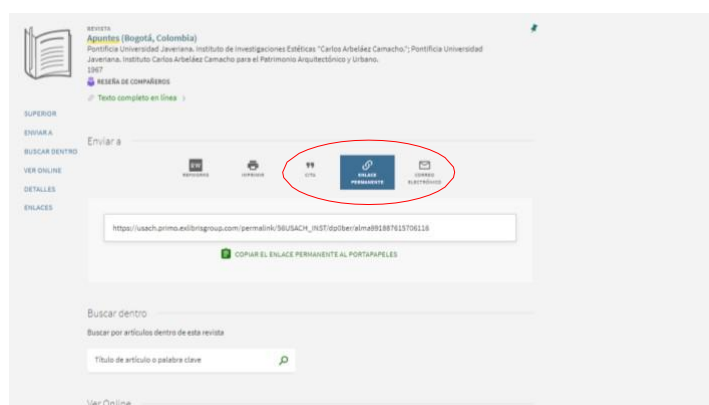 REVISTA
Apuntes (Bogotá, Colombia)
Pontificia Universidad Javeriana. Instituto de Investigaciones Estéticas "Carlos Arbeláez Camacho."; Pontificia Universidad
Javeriana. Instituto Carlos Arbeláez Camacho para el Patrimonio Arquitectónico y Urbano.
1967
RESEÑA DE COMPAÑEROS
Texto completo en línea
SUPERIOR
ENVIAR A
BUSCAR DENTRO
VER ONLINE
DETALLES
ENLACES
Enviar a
REFWORKS
IMPRIMIR
CITA
ENLACE
PERMANENTE
CORREO
ELECTRÓNICO
https://usach.primo.exlibrisgroup.com/permalink/56USACH_INST/dp0ber/alma991887615706116
COPIAR EL ENLACE PERMANENTE AL PORTAPAPELES
Buscar dentro
Buscar por artículos dentro de esta revista
Título de artículo o palabra clave
Ver Online